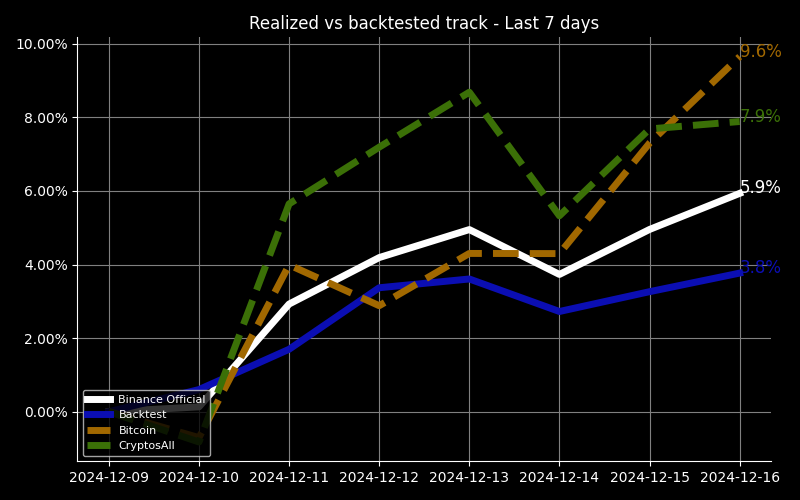 Realized vs backtested track - Last 7 days
10.00%
8.00%
6.00%
4.00%
2.00%
0.00%
9.6%
7.9%
5.9%
3.8%
Binance Official
Backtest
Bitcoin
CryptosAll
2024-12-09 2024-12-10 2024-12-11 2024-12-12 2024-12-13 2024-12-14 2024-12-15 2024-12-16